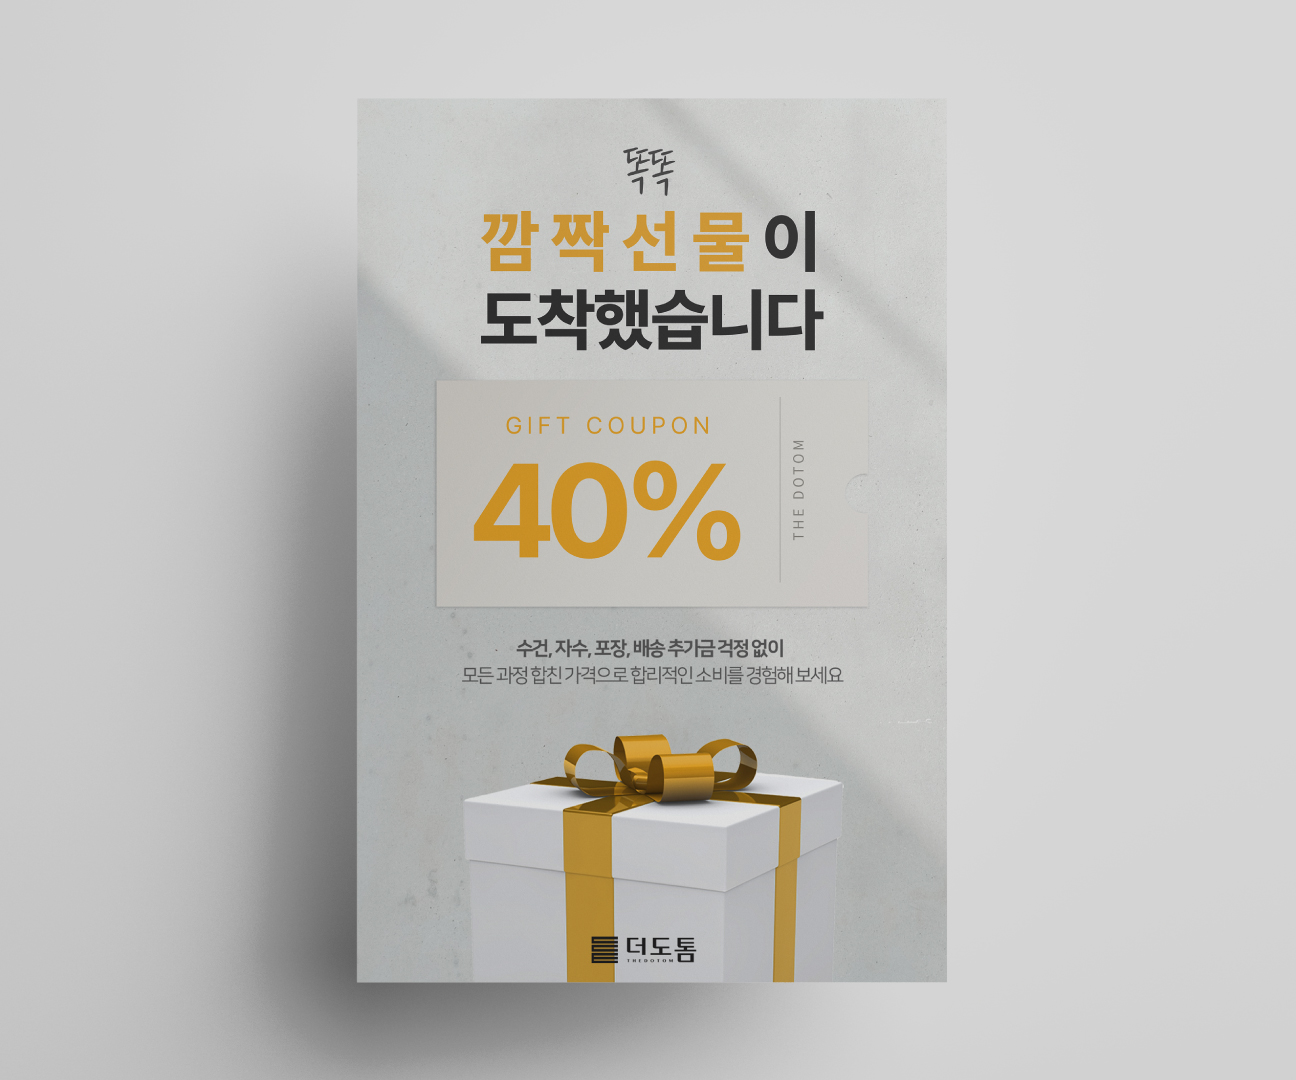 똑똑
깜짝선물이
도착했습니다
GIFT COUPON
40%
THE DOTOM
수건, 자수, 포장, 배송 추가금 걱정 없이
모든 과정 합친 가격으로 합리적인 소비를 경험해 보세요
더도톰
THEDOTOM